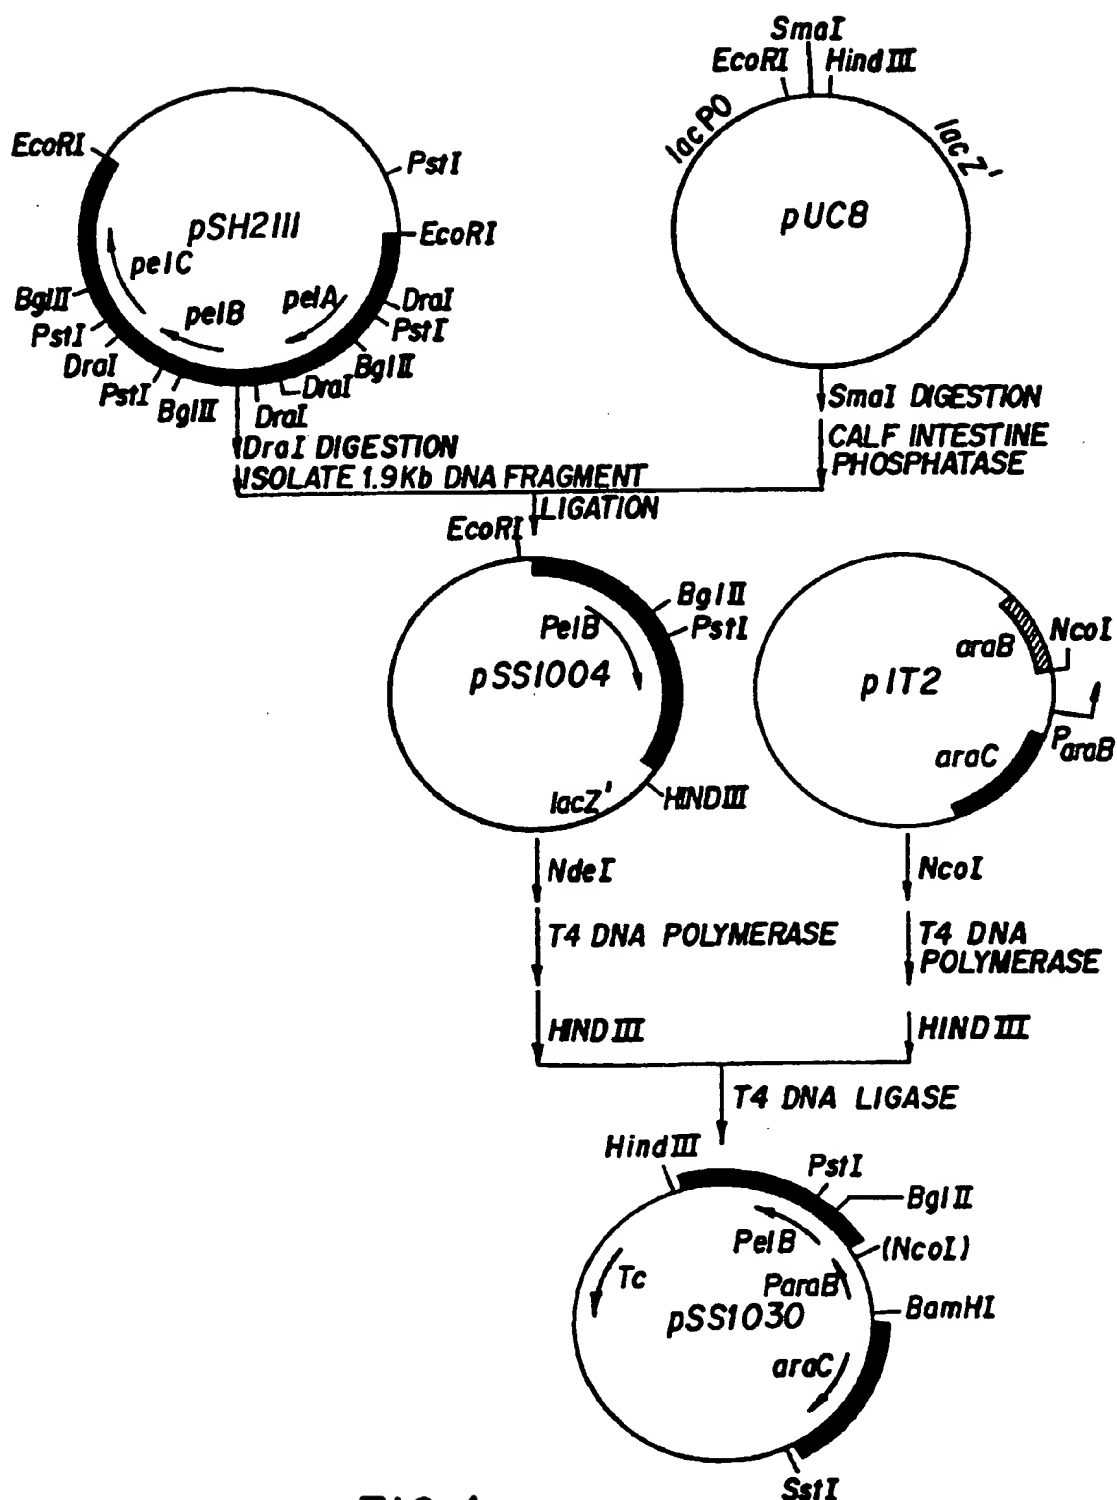 SmaI
EcoRI
HindIII
lacPO
lacZ'
pUC8
EcoRI
PstI
pSH2111
EcoRI
pelC
pelB
pelA
BglII
PstI
DraI
PstI
BglII
DraI
DraI
BglII
PstI
DraI
SmaI DIGESTION
CALF INTESTINE
PHOSPHATASE
DraI DIGESTION
ISOLATE 1.9Kb DNA FRAGMENT
LIGATION
EcoRI
BglII
PstI
PelB
pSS1004
lacZ'
HINDIII
araB
NcoI
pIT2
ParaB
araC
NdeI
NcoI
T4 DNA POLYMERASE
T4 DNA
POLYMERASE
HINDIII
HINDIII
T4 DNA LIGASE
HindIII
PstI
BglII
PelB
(NcoI)
Tc
ParaB
BamHI
pSS1030
araC
SstI